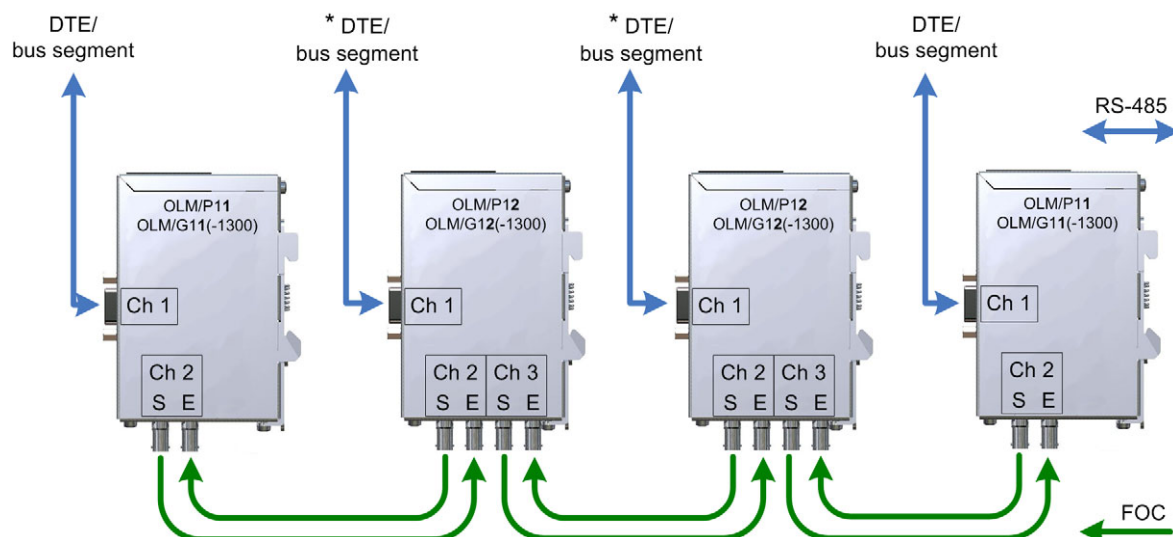 DTE/
bus segment
* DTE/
bus segment
* DTE/
bus segment
DTE/
bus segment
RS-485
OLM/P11
OLM/G11(-1300)
Ch 1
Ch 2
S E
OLM/P12
OLM/G12(-1300)
Ch 1
Ch 2 Ch 3
S E S E
OLM/P12
OLM/G12(-1300)
Ch 1
Ch 2 Ch 3
S E S E
OLM/P11
OLM/G11(-1300)
Ch 1
Ch 2
S E
FOC